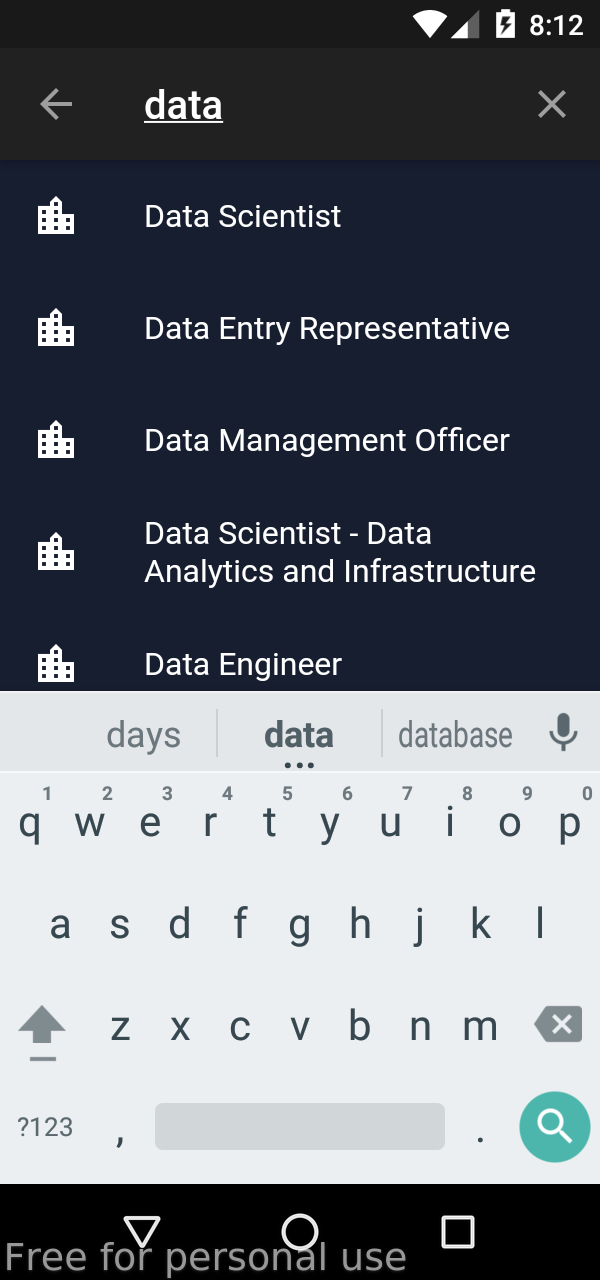 8:12
data
Data Scientist
Data Entry Representative
Data Management Officer
Data Scientist - Data
Analytics and Infrastructure
Data Engineer
days data database
1 2 3 4 5 6 7 8 9 0
q w e r t y u i o p
a s d f g h j k l
z x c v b n m
?123 , .
Free for personal use